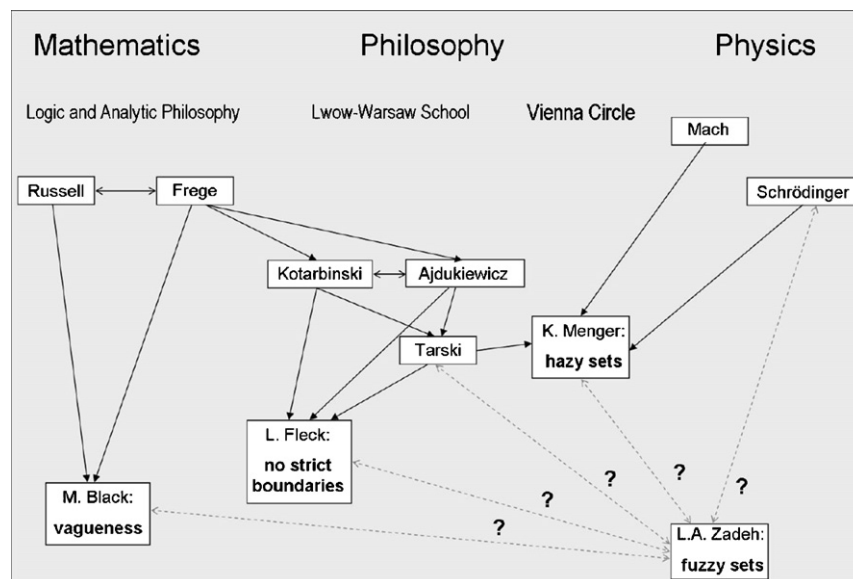 Mathematics
Philosophy
Physics
Logic and Analytic Philosophy
Lwow-Warsaw School
Vienna Circle
Mach
Russell
Frege
Schrödinger
Kotarbinski
Ajdukiewicz
K. Menger:
hazy sets
Tarski
L. Fleck:
no strict
boundaries
?
?
?
?
M. Black:
vagueness
?
L.A. Zadeh:
fuzzy sets